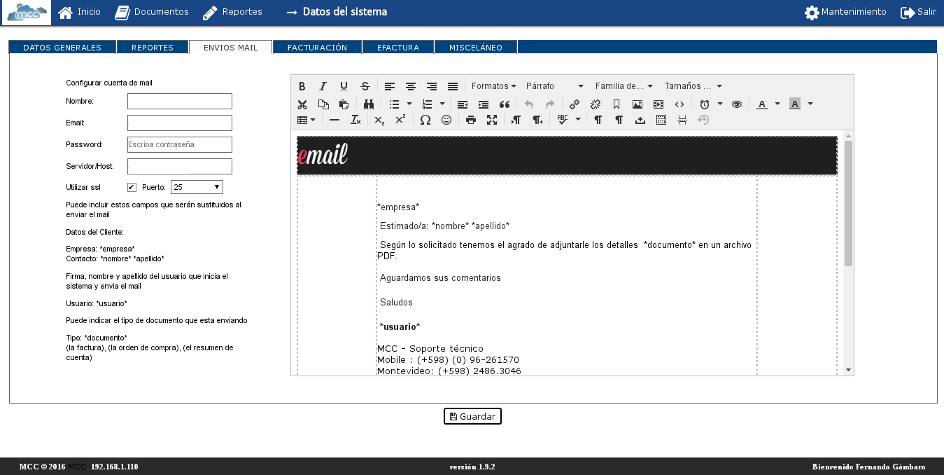 MCC Inicio Documentos Reportes → Datos del sistema Mantenimiento Salir
DATOS GENERALES REPORTES ENVIOS MAIL FACTURACIÓN EFACTURA MISCELÁNEO
Configurar cuenta de mail
Nombre:
Email:
Password: Escriba contraseña
Servidor/Host:
Utilizar ssl Puerto: 25
Puede incluir estos campos que serán sustituidos al
enviar el mail
Datos del Cliente:
Empresa: *empresa*
Contacto: *nombre* *apellido*
Firma, nombre y apellido del usuario que inicia el
sistema y envía el mail
Usuario: *usuario*
Puede indicar el tipo de documento que esta enviando
Tipo: *documento*
(la factura), (la orden de compra), (el resumen de
cuenta)
B I U S Formatos Párrafo Familia de... Tamaños ...
email
*empresa*
Estimado/a: *nombre* *apellido*
Según lo solicitado tenemos el agrado de adjuntarle los detalles *documento* en un archivo
PDF.
Aguardamos sus comentarios
Saludos
*usuario*
MCC - Soporte técnico
Mobile : (+598) (0) 96-261570
Montevideo: (+598) 2486.3046
Guardar
MCC © 2016 MCC 192.168.1.110 versión 1.9.2 Bienvenido Fernando Gámbaro